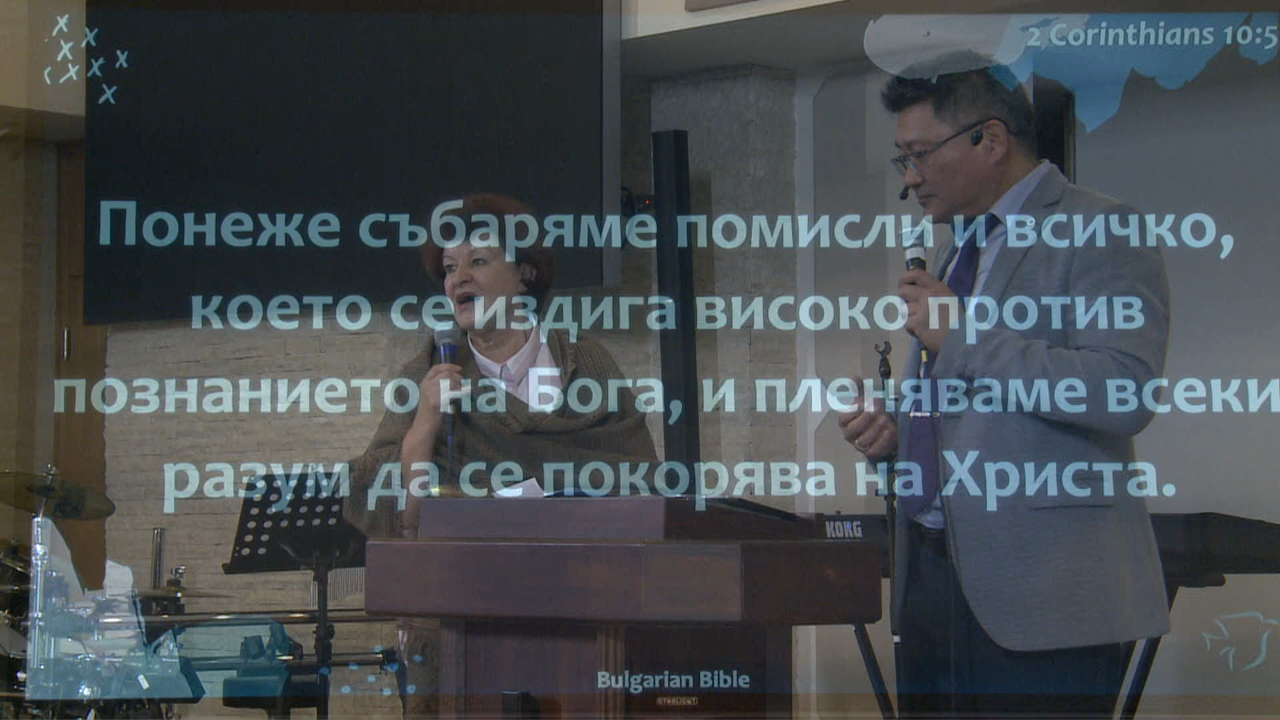 2 Corinthians 10:5
Понеже събаряме помисли и всичко,
което се издига високо против
познанието на Бога, и пленяваме всеки
разум да се покорява на Христа.
KORG
Bulgarian Bible
STARLIGHT